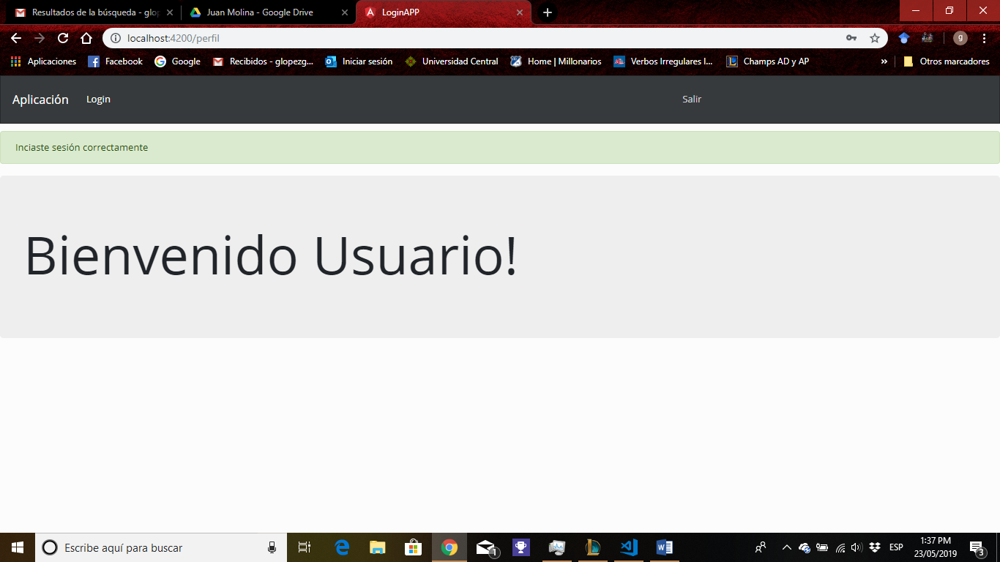 Resultados de la búsqueda - glop
Juan Molina - Google Drive
LoginAPP
localhost:4200/perfil
g
Aplicaciones
Facebook
Google
Recibidos - glopezg...
Iniciar sesión
Universidad Central
Home | Millonarios
Verbos Irregulares I...
Champs AD y AP
»
Otros marcadores
Aplicación
Login
Salir
Inciaste sesión correctamente
Bienvenido Usuario!
Escribe aquí para buscar
1
ESP
1:37 PM
23/05/2019
3